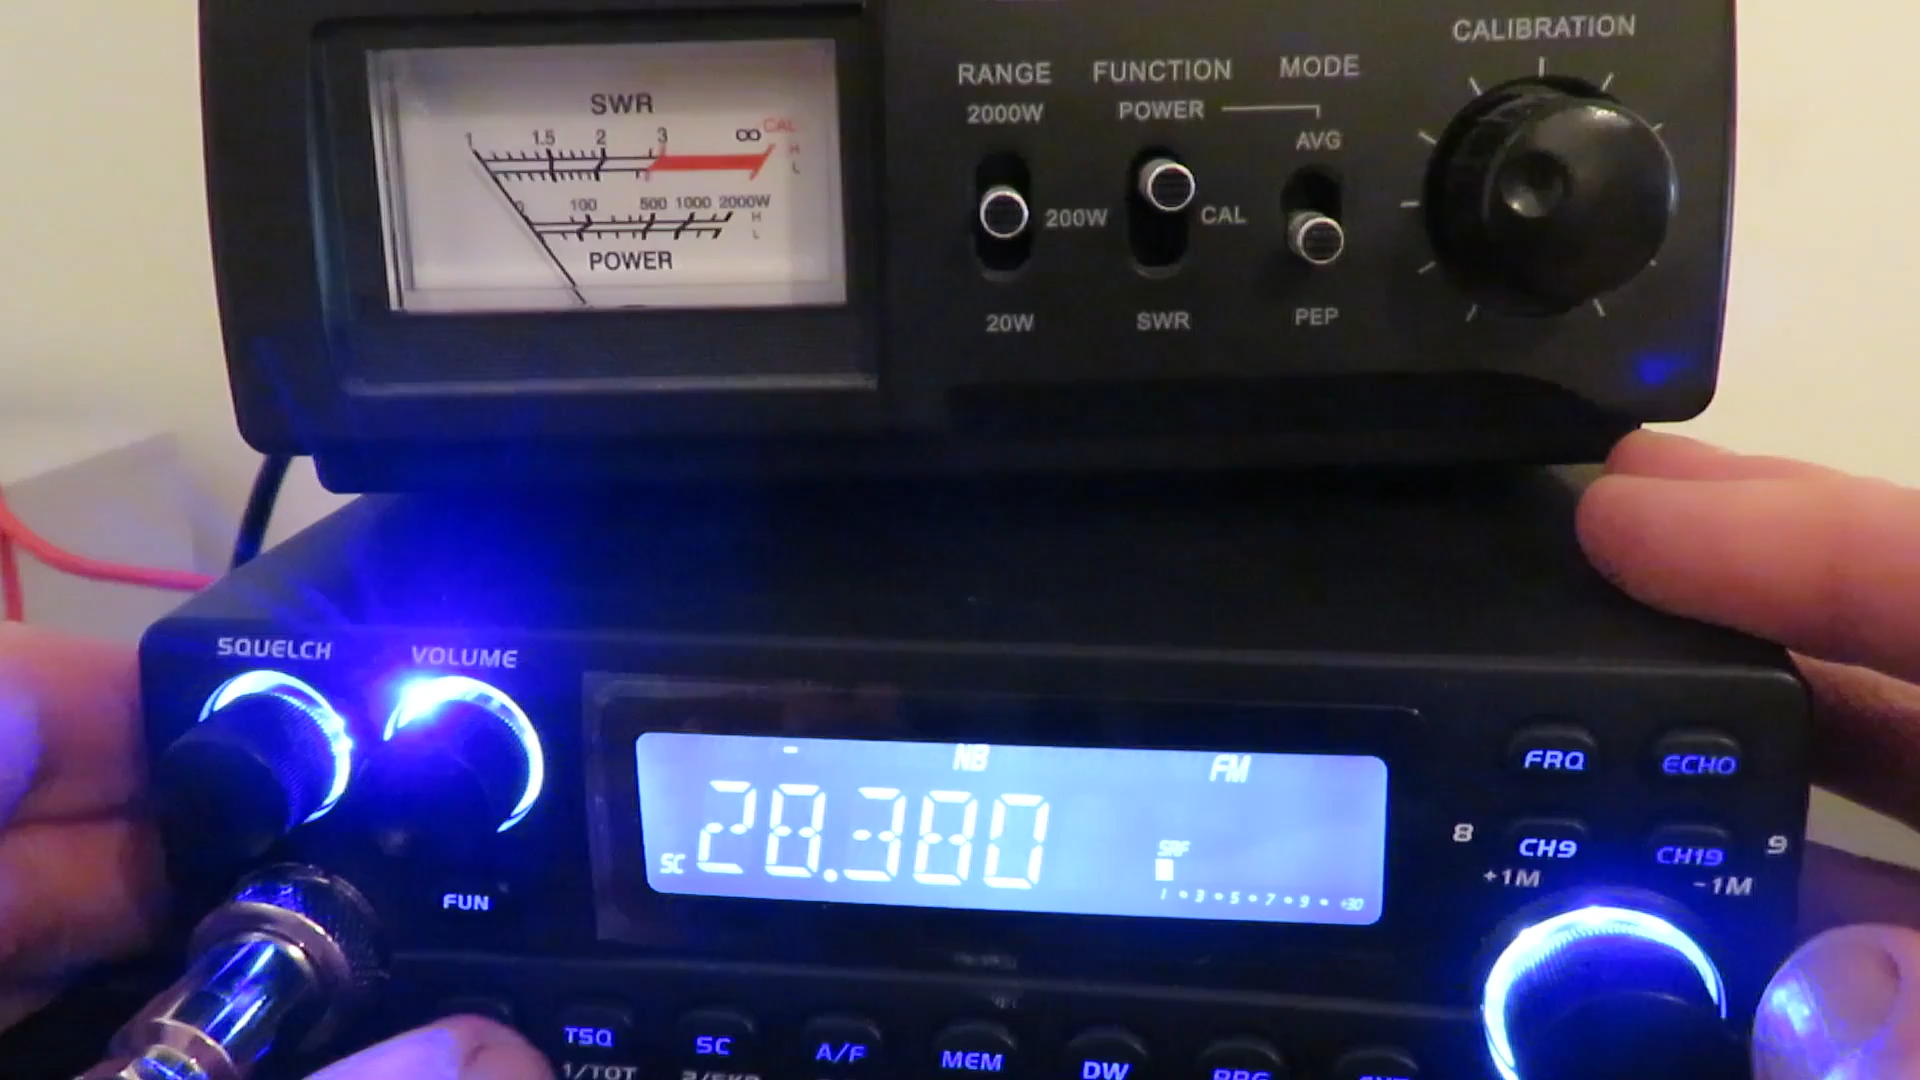 CALIBRATION
RANGE FUNCTION MODE
2000W POWER
AVG
200W CAL
20W SWR PEP
SWR
1 1.5 2 3 ∞ CAL
H
L
0 100 500 1000 2000W
H
L
POWER
SQUELCH VOLUME
NB FM
28.380
SC
SRF
1 • 3 • 5 • 7 • 9 • +30
FRQ ECHO
8 CH9 CH19 9
+1M -1M
FUN
TSQ SC A/F MEM DW
1/TOT